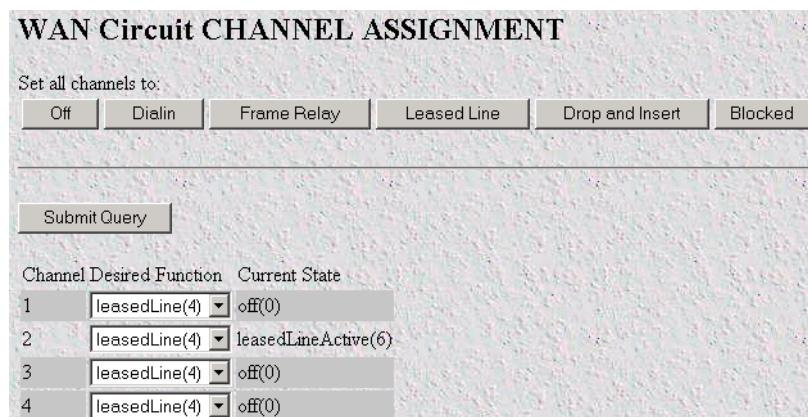 WAN Circuit CHANNEL ASSIGNMENT
Set all channels to:
Off Dialin Frame Relay Leased Line Drop and Insert Blocked
Submit Query
Channel Desired Function Current State
1 leasedLine(4) off(0)
2 leasedLine(4) leasedLineActive(6)
3 leasedLine(4) off(0)
4 leasedLine(4) off(0)